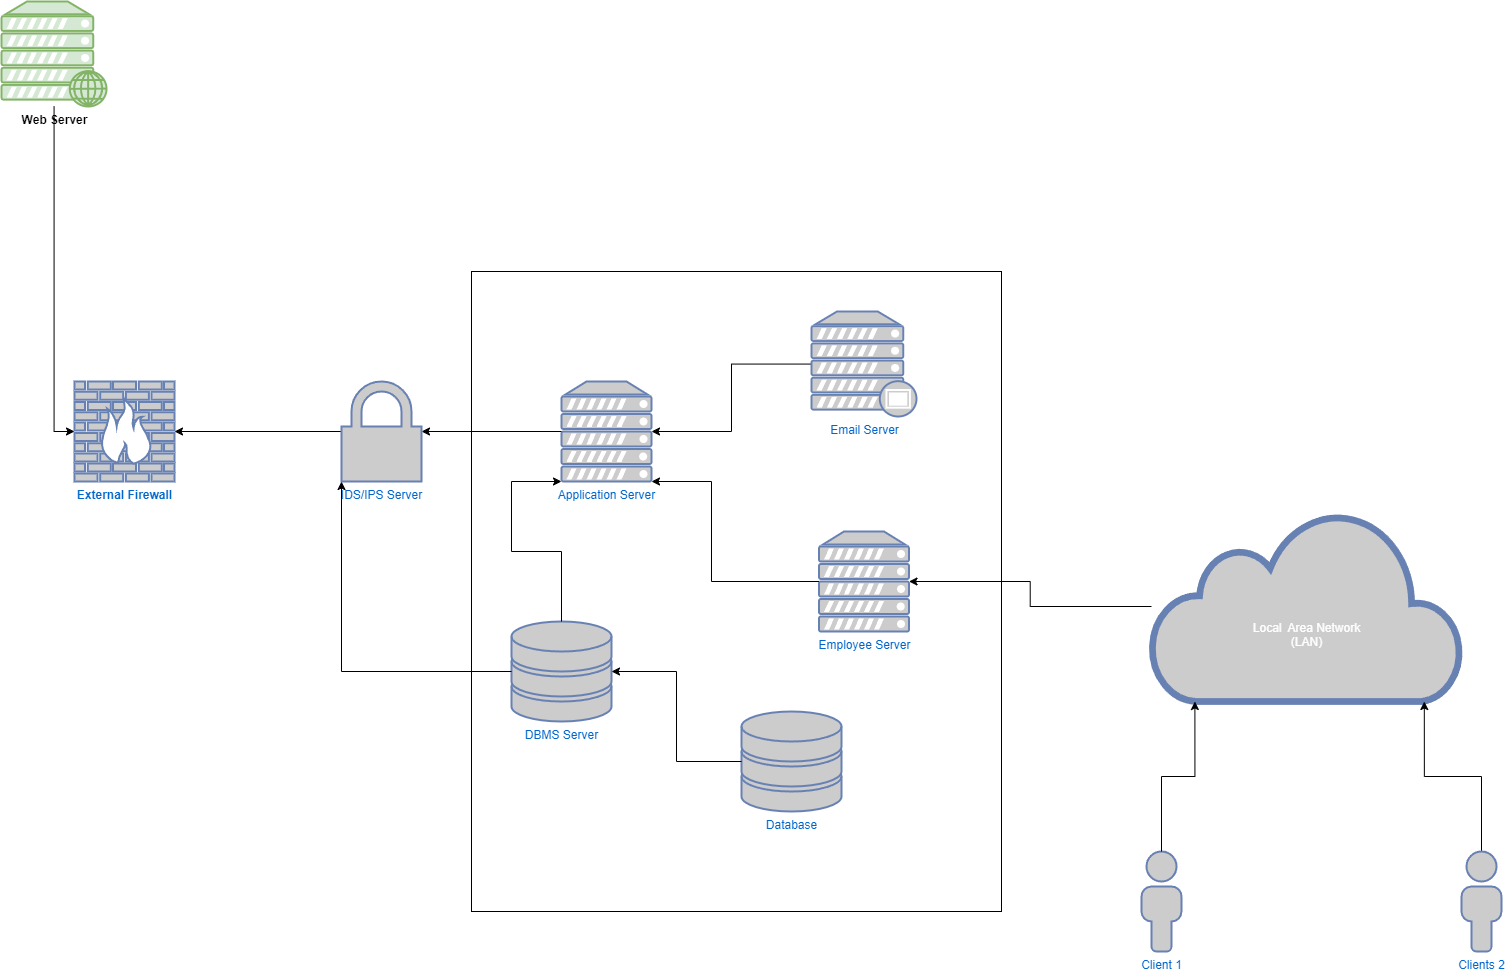 Web Server
Email Server
External Firewall
IDS/IPS Server
Application Server
Local Area Network
(LAN)
Employee Server
DBMS Server
Database
Client 1
Clients 2